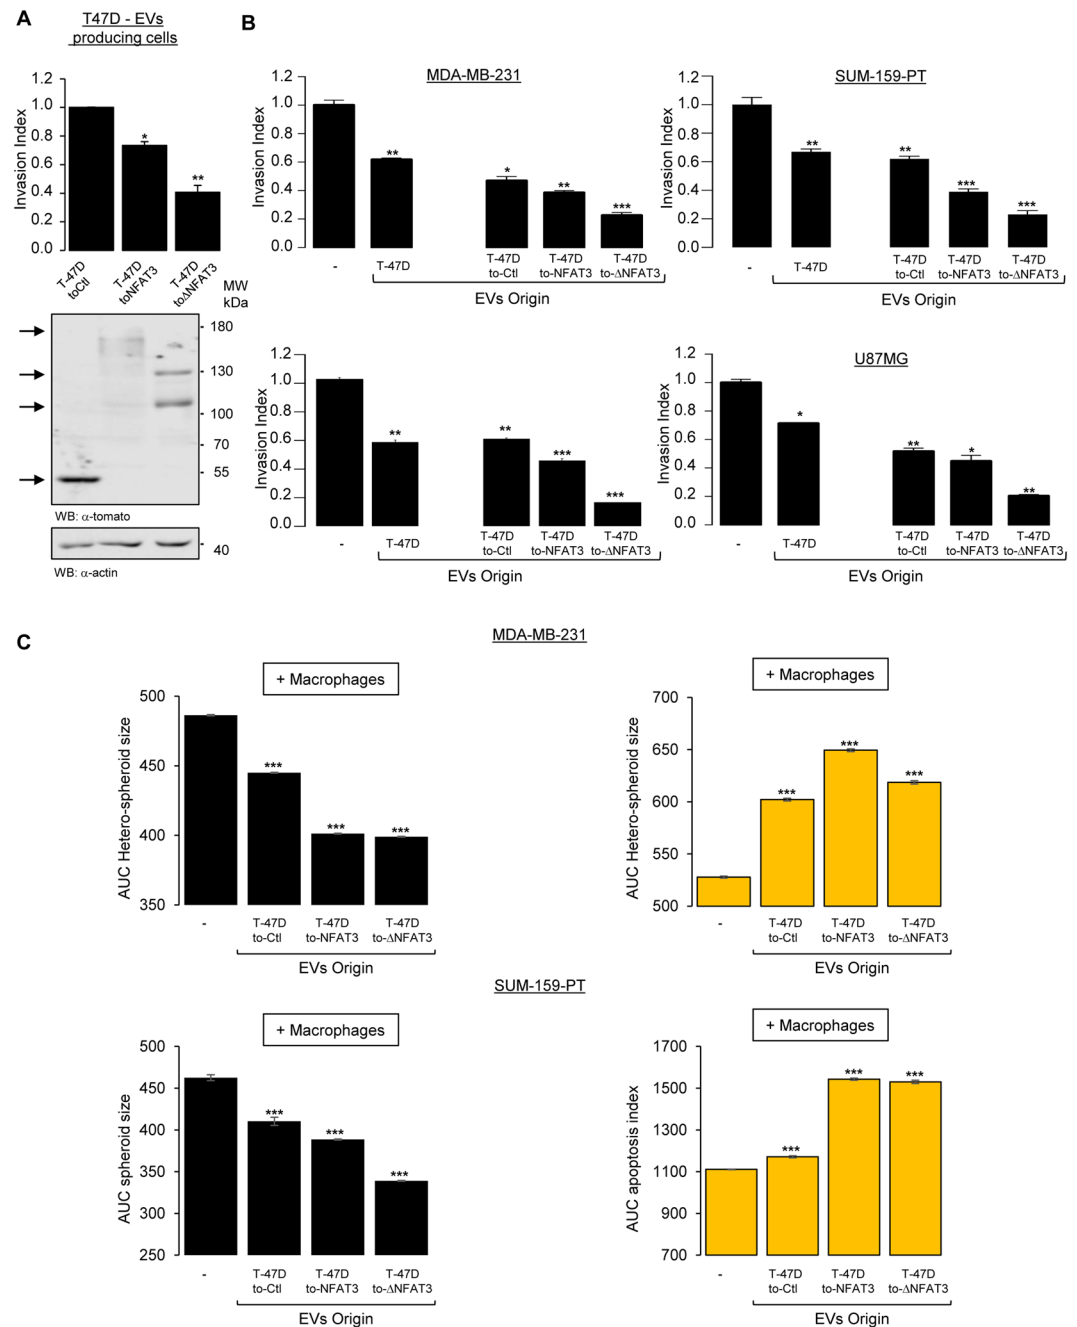 A
T47D - EVs
producing cells
Invasion Index
1.2
1.0
0.8
0.6
0.4
0.2
0.0
*
**
T-47D
toCtl
T-47D
toNFAT3
T-47D
to∆NFAT3
MW
kDa
- 180
- 130
- 100
- 70
- 55
WB: α-tomato
- 40
WB: α-actin
B
MDA-MB-231
Invasion Index
1.2
1.0
0.8
0.6
0.4
0.2
0.0
**
*
**
***
-
T-47D
T-47D
to-Ctl
T-47D
to-NFAT3
T-47D
to-∆NFAT3
EVs Origin
SUM-159-PT
Invasion Index
1.2
1.0
0.8
0.6
0.4
0.2
0.0
**
**
***
***
-
T-47D
T-47D
to-Ctl
T-47D
to-NFAT3
T-47D
to-∆NFAT3
EVs Origin
Invasion Index
1.2
1.0
0.8
0.6
0.4
0.2
0.0
**
**
***
***
-
T-47D
T-47D
to-Ctl
T-47D
to-NFAT3
T-47D
to-∆NFAT3
EVs Origin
U87MG
Invasion Index
1.2
1.0
0.8
0.6
0.4
0.2
0.0
*
**
*
**
-
T-47D
T-47D
to-Ctl
T-47D
to-NFAT3
T-47D
to-∆NFAT3
EVs Origin
C
MDA-MB-231
+ Macrophages
AUC Hetero-spheroid size
500
450
400
350
***
***
***
-
T-47D
to-Ctl
T-47D
to-NFAT3
T-47D
to-∆NFAT3
EVs Origin
+ Macrophages
AUC Hetero-spheroid size
700
650
600
550
500
***
***
***
-
T-47D
to-Ctl
T-47D
to-NFAT3
T-47D
to-∆NFAT3
EVs Origin
SUM-159-PT
+ Macrophages
AUC spheroid size
500
450
400
350
300
250
***
***
***
-
T-47D
to-Ctl
T-47D
to-NFAT3
T-47D
to-∆NFAT3
EVs Origin
+ Macrophages
AUC apoptosis index
1700
1500
1300
1100
900
700
***
***
***
-
T-47D
to-Ctl
T-47D
to-NFAT3
T-47D
to-∆NFAT3
EVs Origin